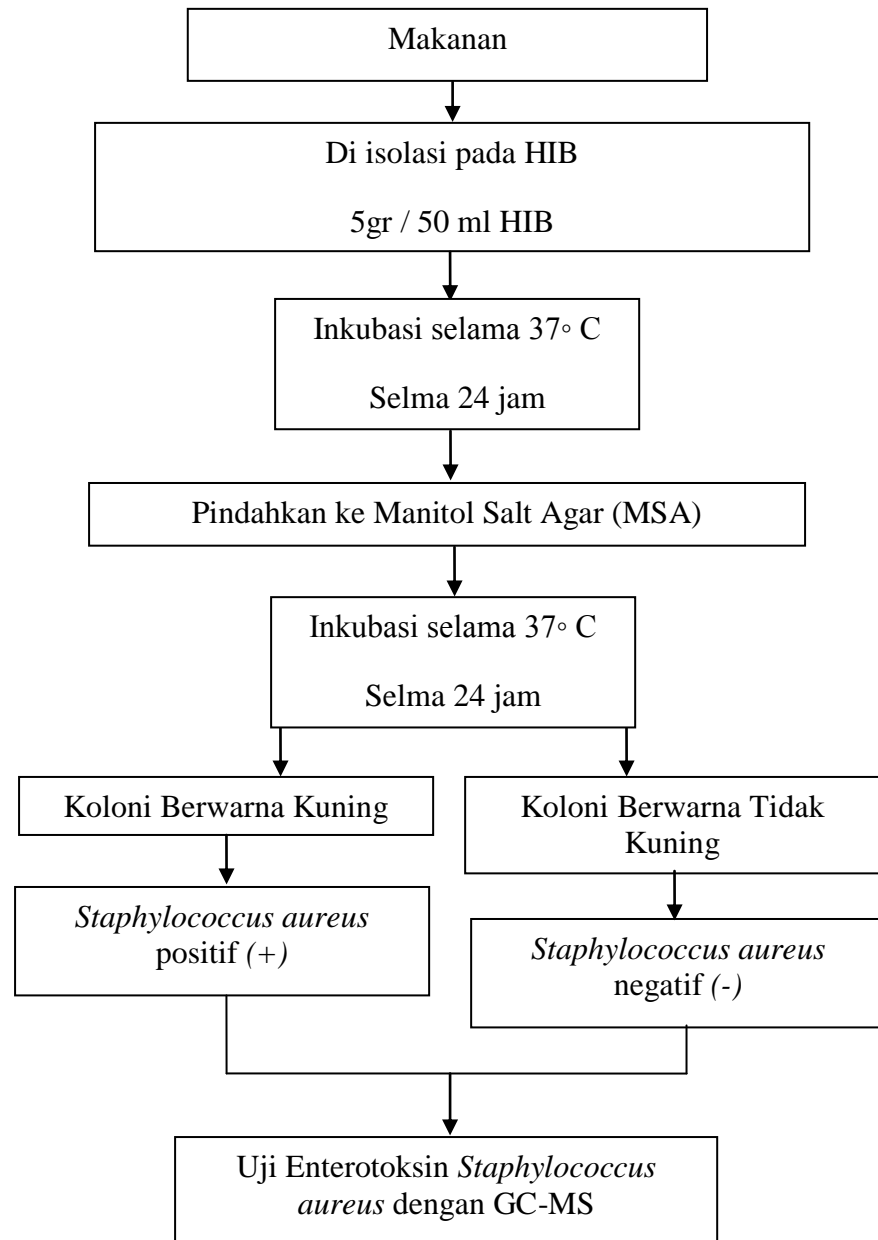 Makanan
Di isolasi pada HIB
5gr / 50 ml HIB
Inkubasi selama 37◦ C
Selma 24 jam
Pindahkan ke Manitol Salt Agar (MSA)
Inkubasi selama 37◦ C
Selma 24 jam
Koloni Berwarna Kuning
Koloni Berwarna Tidak
Kuning
Staphylococcus aureus
positif (+)
Staphylococcus aureus
negatif (-)
Uji Enterotoksin Staphylococcus
aureus dengan GC-MS